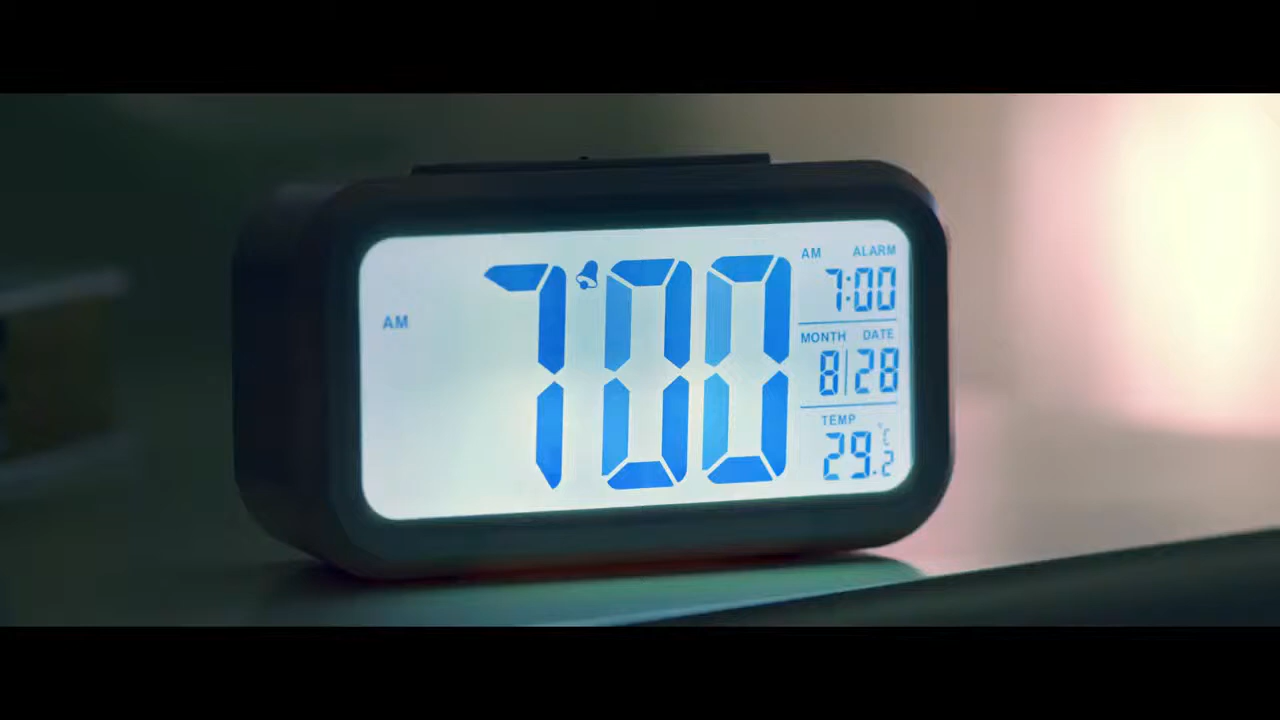 AM
7:00
AM ALARM
7:00
MONTH DATE
8|28
TEMP
29.2 °C